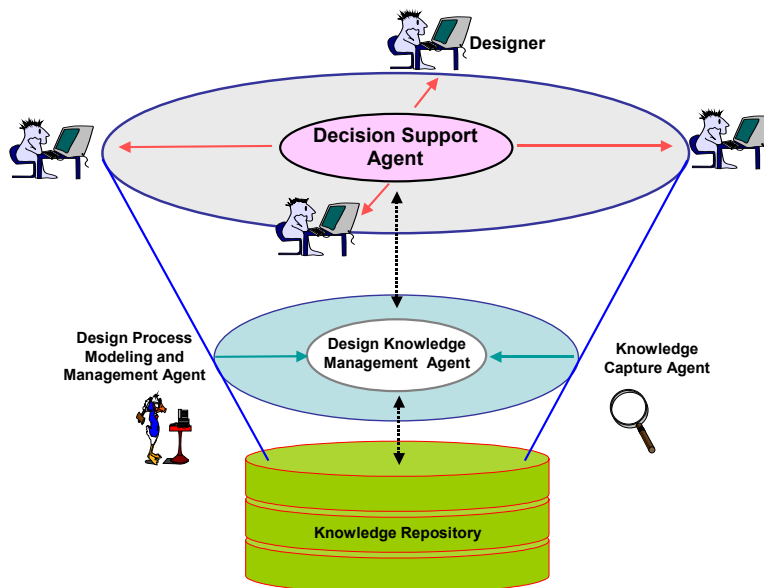 Designer
Decision Support
Agent
Design Process
Modeling and
Management Agent
Design Knowledge
Management Agent
Knowledge
Capture Agent
Knowledge Repository